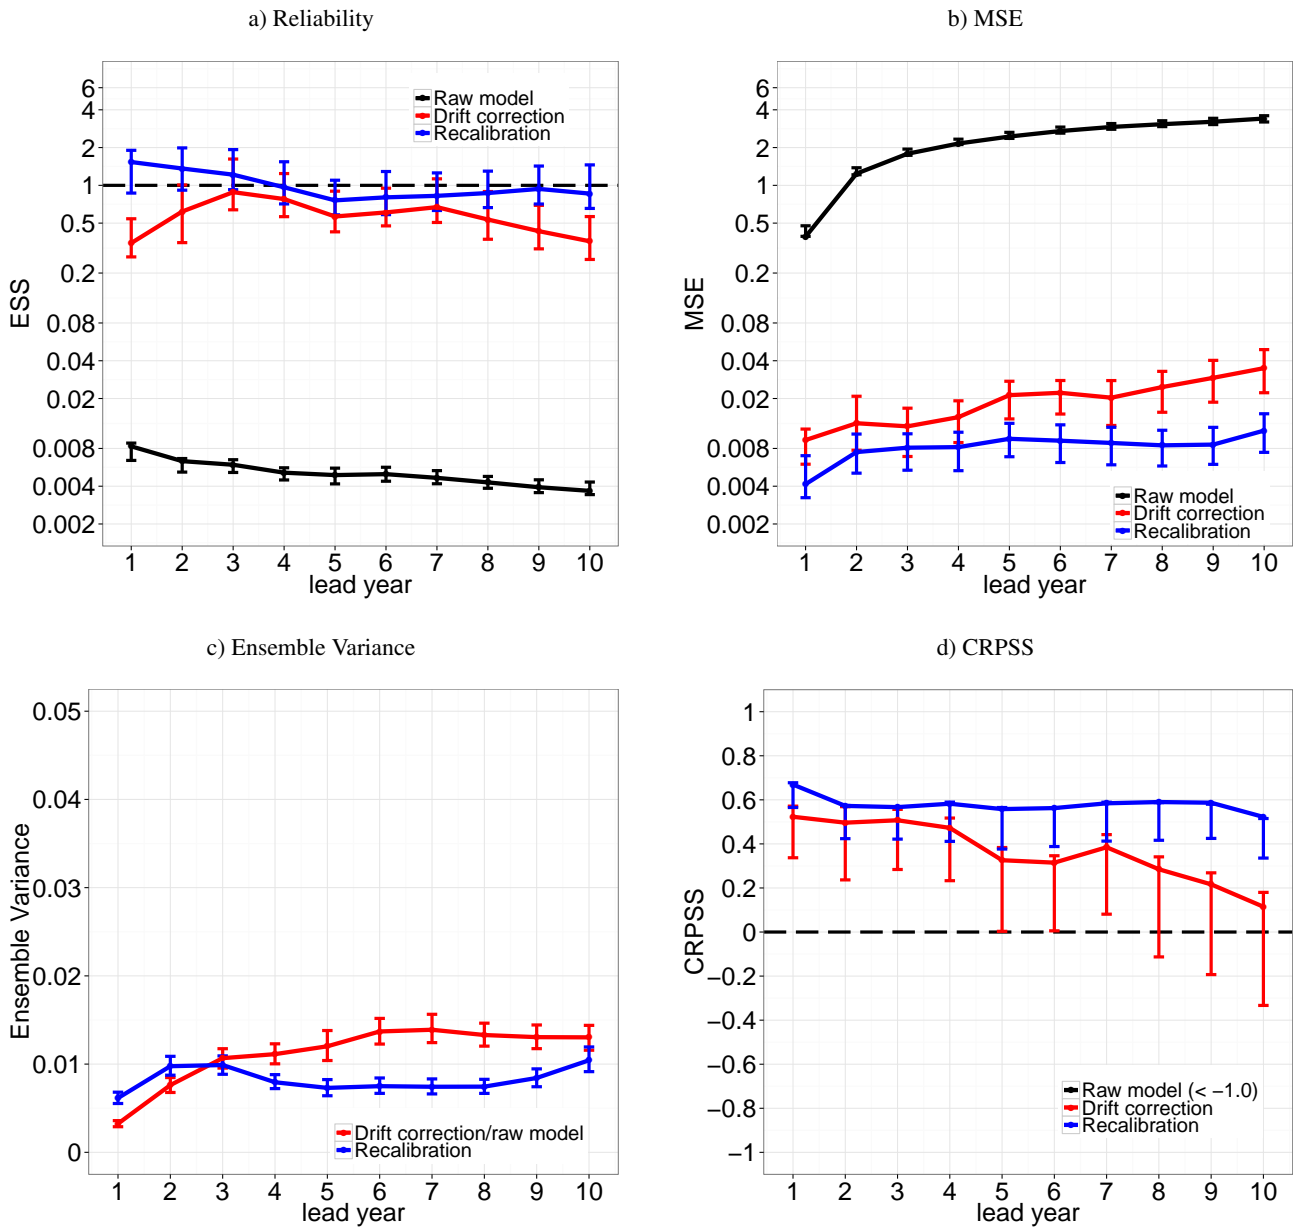 a) Reliability
6
4
2
1
0.5
0.2
0.08
0.04
0.02
0.008
0.004
0.002
ESS
Raw model
Drift correction
Recalibration
1 2 3 4 5 6 7 8 9 10
lead year
b) MSE
6
4
2
1
0.5
0.2
0.08
0.04
0.02
0.008
0.004
0.002
MSE
Raw model
Drift correction
Recalibration
1 2 3 4 5 6 7 8 9 10
lead year
c) Ensemble Variance
0.05
0.04
0.03
0.02
0.01
0
Ensemble Variance
Drift correction/raw model
Recalibration
1 2 3 4 5 6 7 8 9 10
lead year
d) CRPSS
1
0.8
0.6
0.4
0.2
0
−0.2
−0.4
−0.6
−0.8
−1
CRPSS
Raw model (< −1.0)
Drift correction
Recalibration
1 2 3 4 5 6 7 8 9 10
lead year